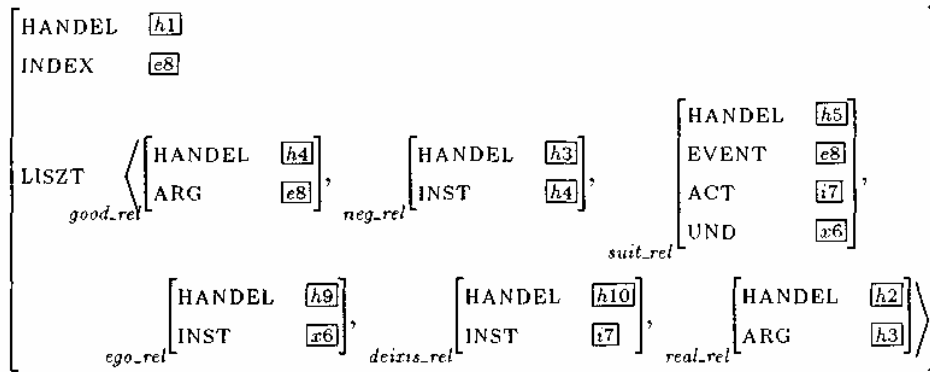 HANDEL h1
INDEX e8
HANDEL h5
HANDEL h4 HANDEL h3 EVENT e8
LISZT ⟨ ARG e8 , INST h4 , ACT i7 ,
good_rel neg_rel UND x6
suit_rel
HANDEL h9 HANDEL h10 HANDEL h2
INST x6 , INST i7 , ARG h3 ⟩
ego_rel deixis_rel real_rel